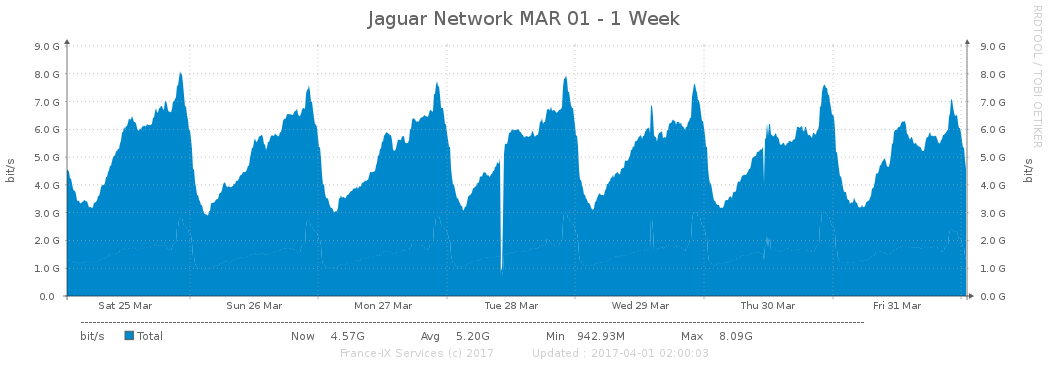 Jaguar Network MAR 01 - 1 Week
RRDTOOL / TOBI OETIKER
9.0 G 9.0 G
8.0 G 8.0 G
7.0 G 7.0 G
6.0 G 6.0 G
5.0 G 5.0 G
4.0 G 4.0 G
3.0 G 3.0 G
2.0 G 2.0 G
1.0 G 1.0 G
0.0 0.0 G
bit/s
bit/s
Sat 25 Mar Sun 26 Mar Mon 27 Mar Tue 28 Mar Wed 29 Mar Thu 30 Mar Fri 31 Mar
bit/s Total Now 4.57G Avg 5.20G Min 942.93M Max 8.09G
France-IX Services (c) 2017 Updated : 2017-04-01 02:00:03